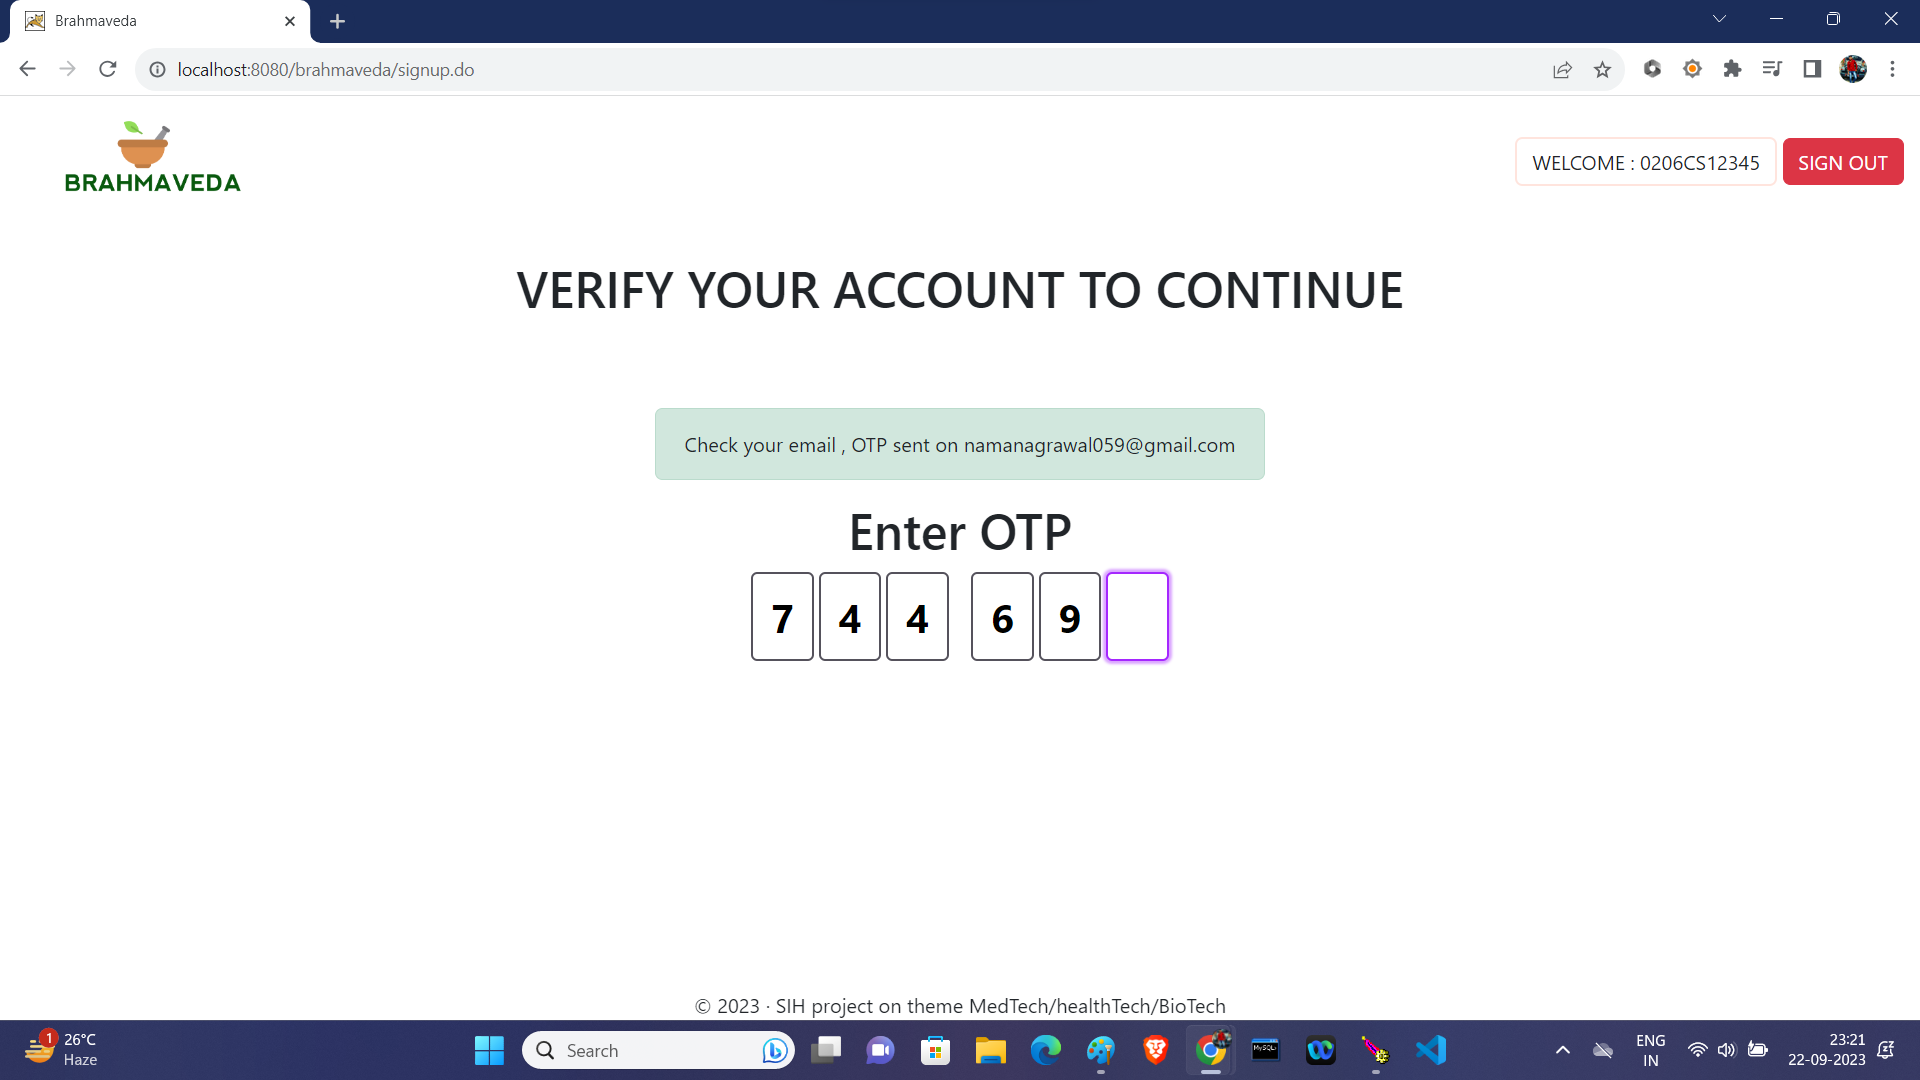 Brahmaveda
localhost:8080/brahmaveda/signup.do
BRAHMAVEDA
WELCOME : 0206CS12345
SIGN OUT
VERIFY YOUR ACCOUNT TO CONTINUE
Check your email , OTP sent on namanagrawal059@gmail.com
Enter OTP
7 4 4 6 9
© 2023 · SIH project on theme MedTech/healthTech/BioTech
1
26°C
Haze
Search
MySQL
ENG
IN
23:21
22-09-2023